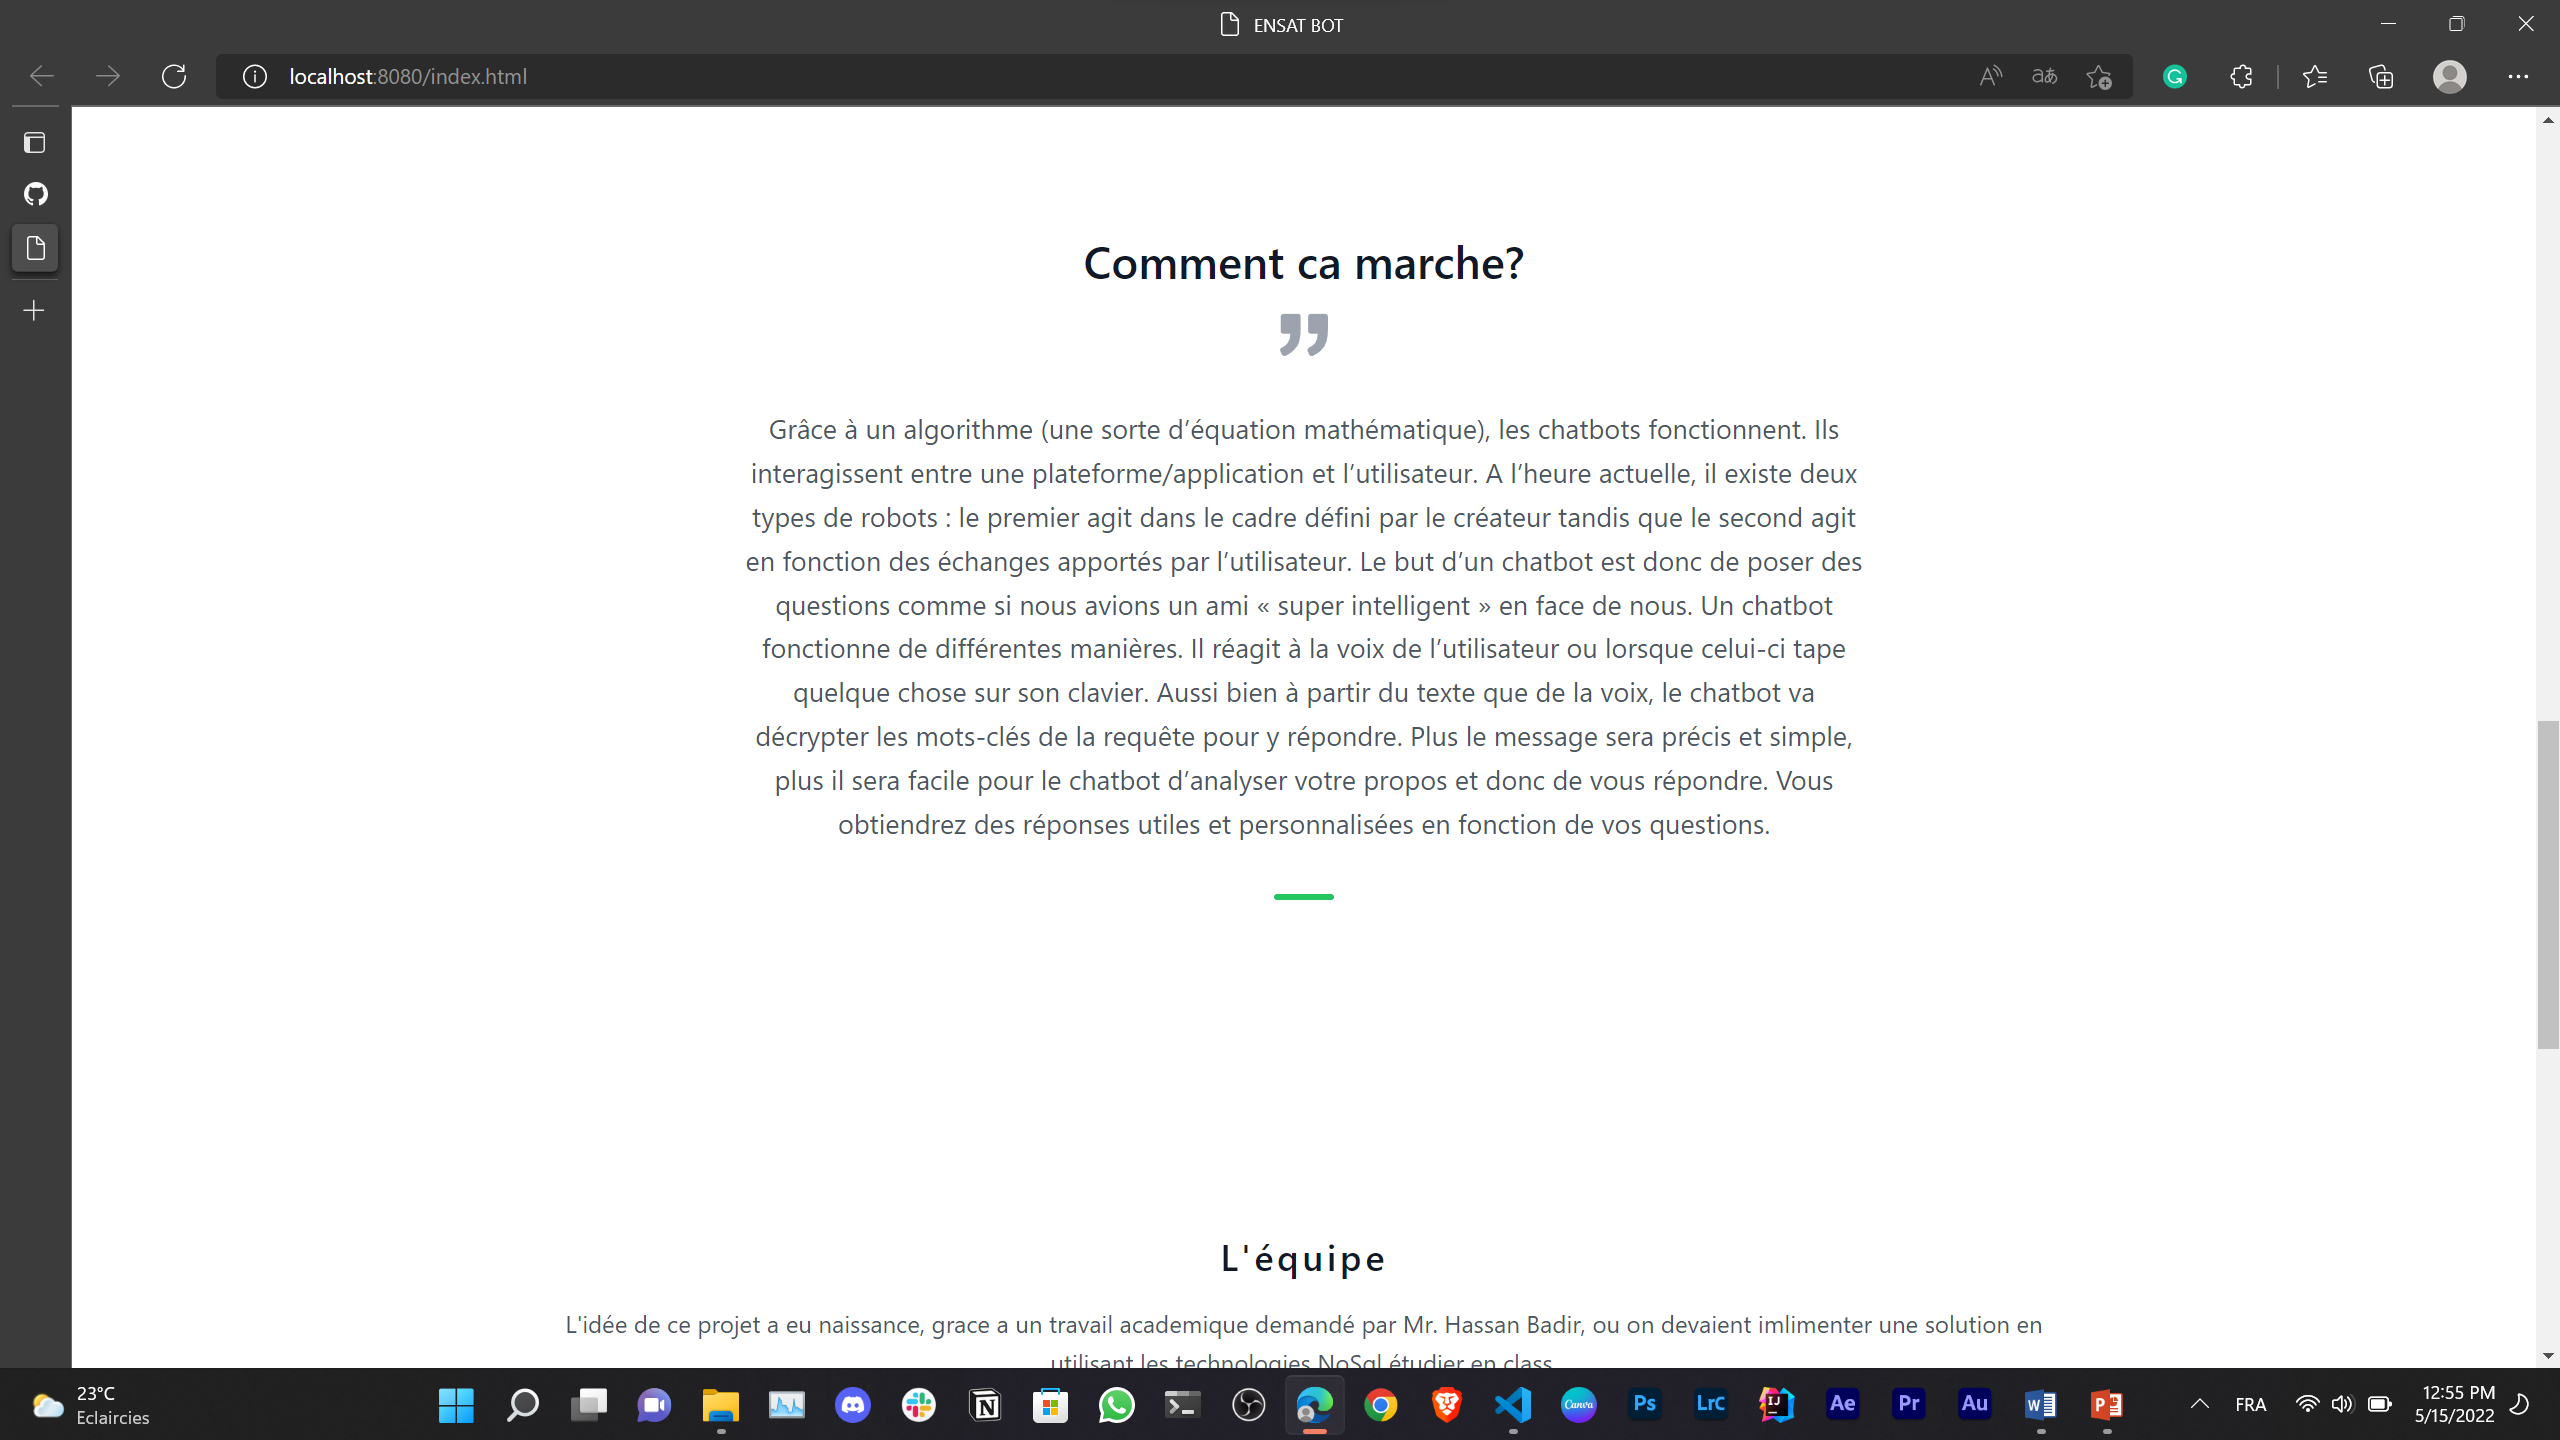 ENSAT BOT
localhost:8080/index.html
Comment ca marche?
Grâce à un algorithme (une sorte d’équation mathématique), les chatbots fonctionnent. Ils
interagissent entre une plateforme/application et l’utilisateur. A l’heure actuelle, il existe deux
types de robots : le premier agit dans le cadre défini par le créateur tandis que le second agit
en fonction des échanges apportés par l’utilisateur. Le but d’un chatbot est donc de poser des
questions comme si nous avions un ami « super intelligent » en face de nous. Un chatbot
fonctionne de différentes manières. Il réagit à la voix de l’utilisateur ou lorsque celui-ci tape
quelque chose sur son clavier. Aussi bien à partir du texte que de la voix, le chatbot va
décrypter les mots-clés de la requête pour y répondre. Plus le message sera précis et simple,
plus il sera facile pour le chatbot d’analyser votre propos et donc de vous répondre. Vous
obtiendrez des réponses utiles et personnalisées en fonction de vos questions.
L'équipe
L'idée de ce projet a eu naissance, grace a un travail academique demandé par Mr. Hassan Badir, ou on devaient imlimenter une solution en
utilisant les technologies NoSql étudier en class
23°C
Eclaircies
Canva
Ps
LrC
IJ
Ae
Pr
Au
FRA
12:55 PM
5/15/2022